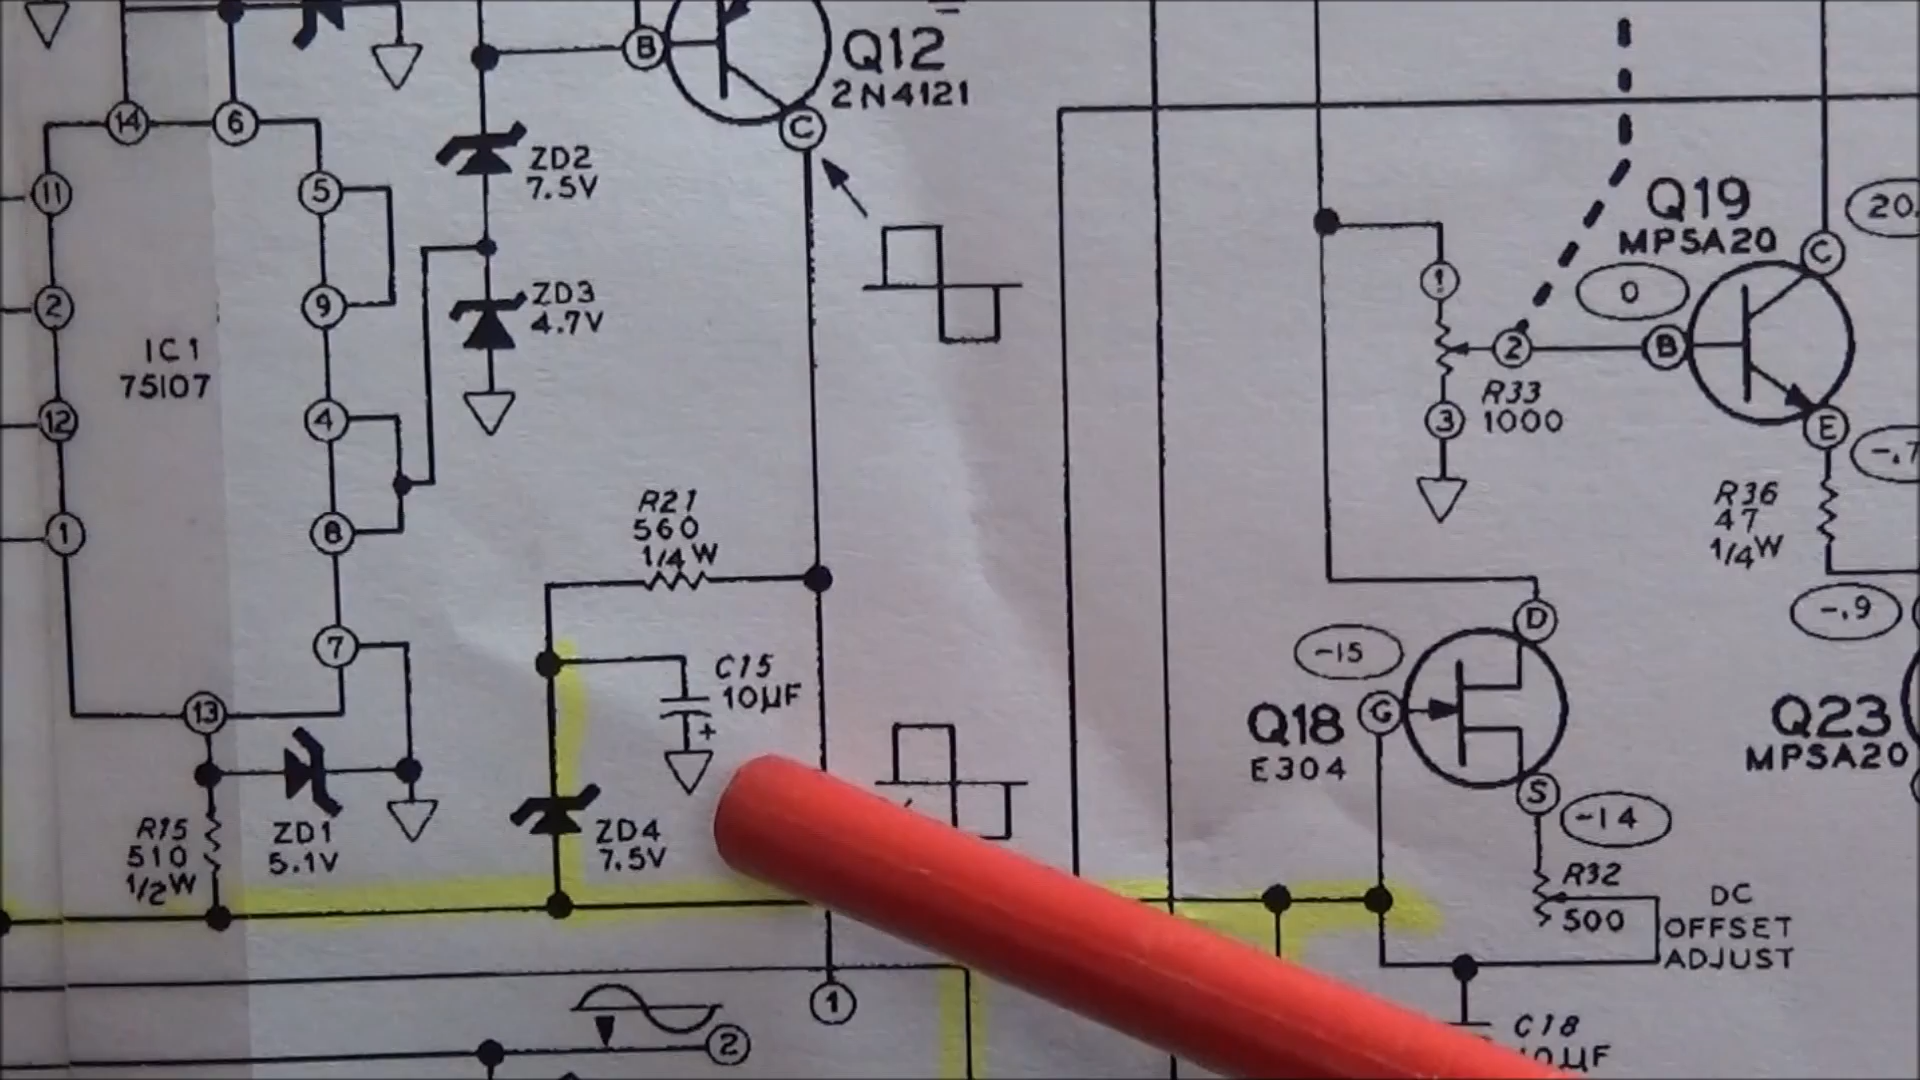 B
Q12
2N4121
C
14
6
11
5
ZD2
7.5V
2
9
ZD3
4.7V
IC1
75107
12
4
1
8
R21
560
1/4W
7
C15
10µF
+
13
R15
510
1/2W
ZD1
5.1V
ZD4
7.5V
1
2
Q19
MPSA20
C
20
0
1
2
B
R33
1000
3
E
-.7
R36
47
1/4W
-.9
D
-15
G
Q18
E304
S
-14
Q23
MPSA20
R32
500
DC
OFFSET
ADJUST
C18
10µF